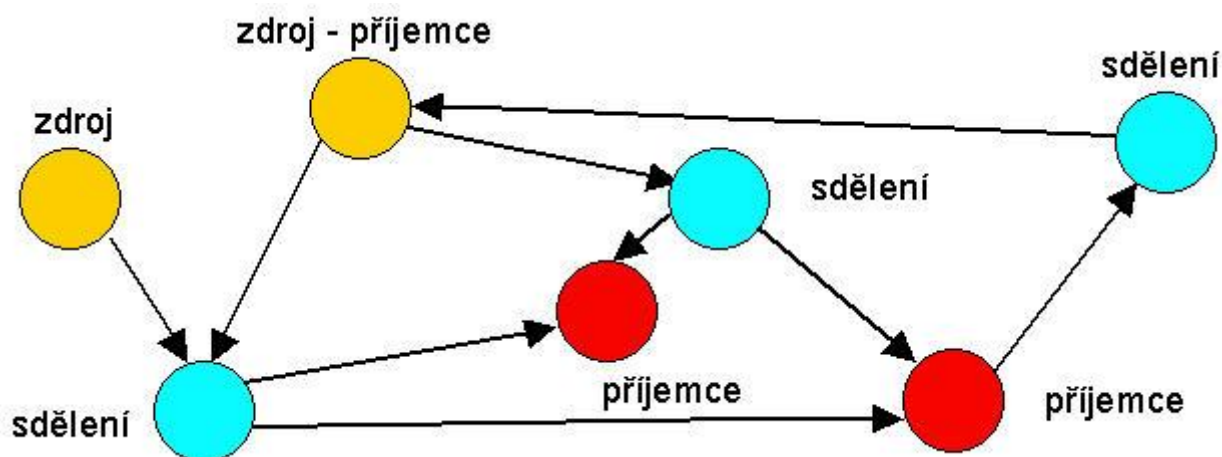 zdroj - příjemce
sdělení
zdroj
sdělení
příjemce
příjemce
sdělení